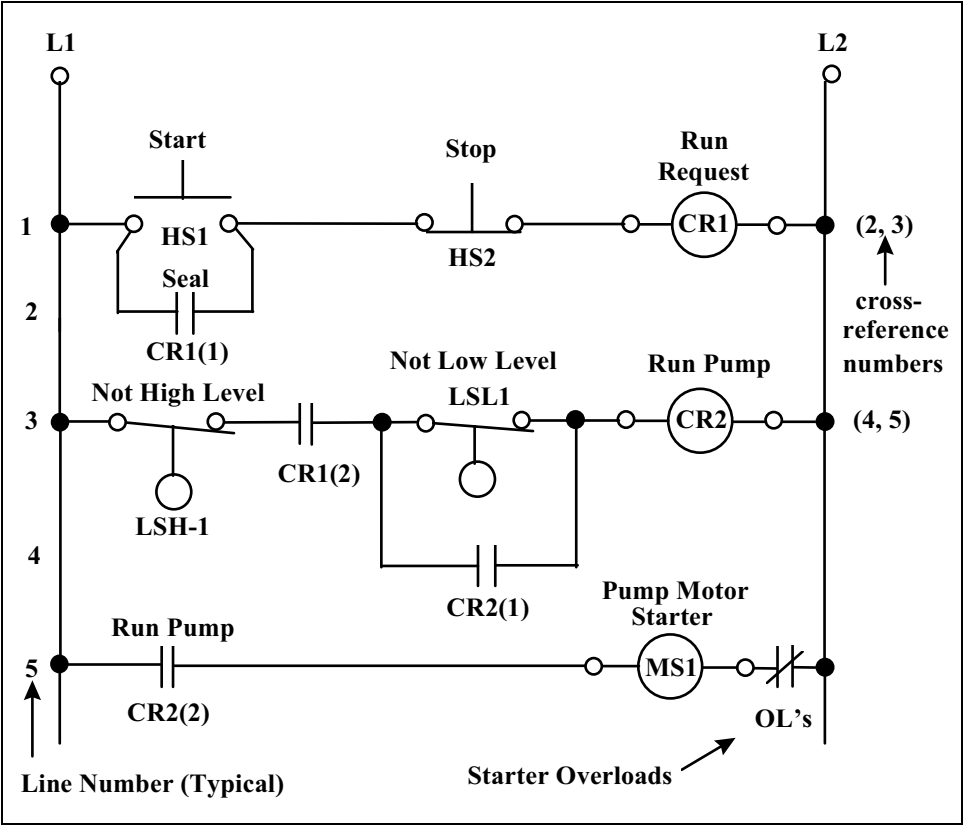 L1
L2
Start
Stop
Run
Request
1
HS1
HS2
CR1
(2, 3)
Seal
2
CR1(1)
cross-
reference
numbers
Not High Level
Not Low Level
LSL1
Run Pump
3
CR1(2)
CR2
(4, 5)
LSH-1
4
CR2(1)
Run Pump
Pump Motor
Starter
5
CR2(2)
MS1
OL's
Line Number (Typical)
Starter Overloads